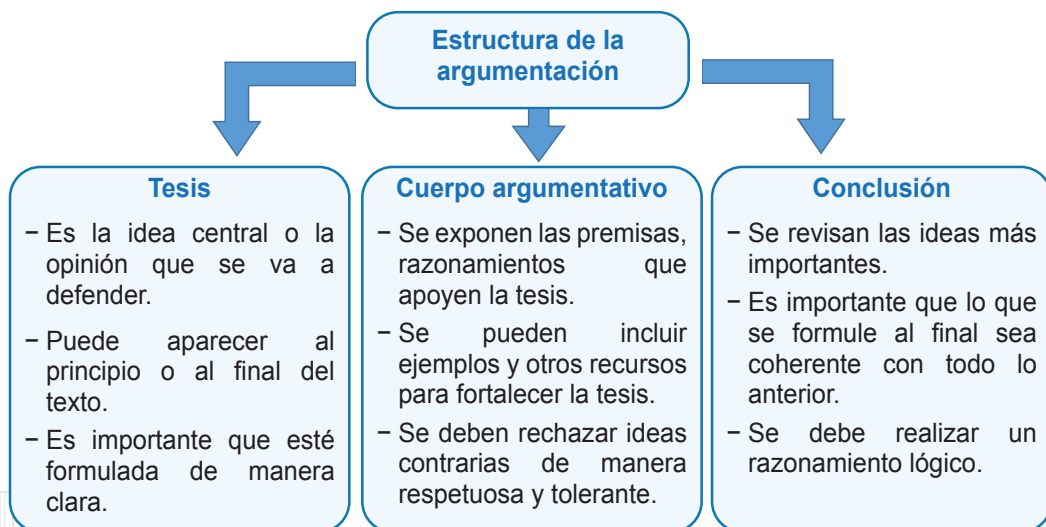 Estructura de la
argumentación
Tesis
− Es la idea central o la
opinión que se va a
defender.
− Puede aparecer al
principio o al final del
texto.
− Es importante que esté
formulada de manera
clara.
Cuerpo argumentativo
− Se exponen las premisas,
razonamientos que
apoyen la tesis.
− Se pueden incluir
ejemplos y otros recursos
para fortalecer la tesis.
− Se deben rechazar ideas
contrarias de manera
respetuosa y tolerante.
Conclusión
− Se revisan las ideas más
importantes.
− Es importante que lo que
se formule al final sea
coherente con todo lo
anterior.
− Se debe realizar un
razonamiento lógico.